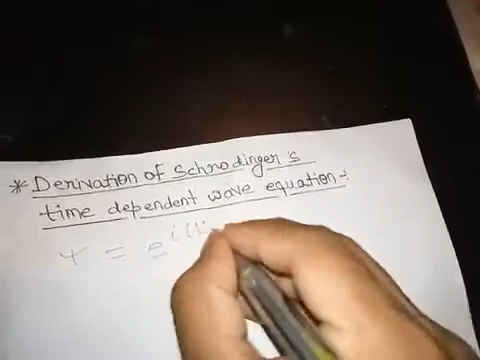 * Derivation of Schrodinger's
time dependent wave equation:-
Ψ = e^i(k